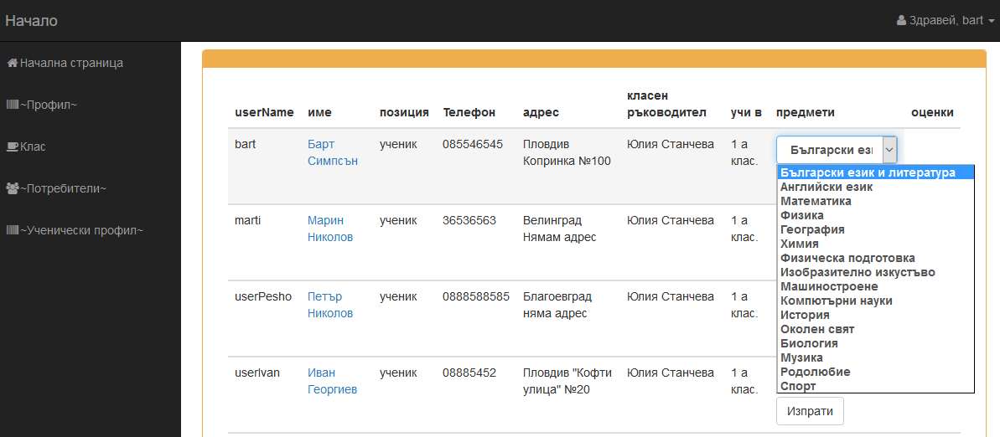 Начало
Здравей, bart
Начална страница
~Профил~
Клас
~Потребители~
~Ученически профил~
userName име позиция Телефон адрес класен ръководител учи в предмети оценки
bart Барт Симпсън ученик 085546545 Пловдив Копринка №100 Юлия Станчева 1 а клас.
Български ези
Български език и литература
Английски език
Математика
Физика
География
Химия
Физическа подготовка
Изобразително изкуство
Машиностроене
Компютърни науки
История
Околен свят
Биология
Музика
Родолюбие
Спорт
marti Марин Николов ученик 36536563 Велинград Нямам адрес Юлия Станчева 1 а клас.
userPesho Петър Николов ученик 0888588585 Благоевград няма адрес Юлия Станчева 1 а клас.
userIvan Иван Георгиев ученик 08885452 Пловдив "Кофти улица" №20 Юлия Станчева 1 а клас.
Изпрати